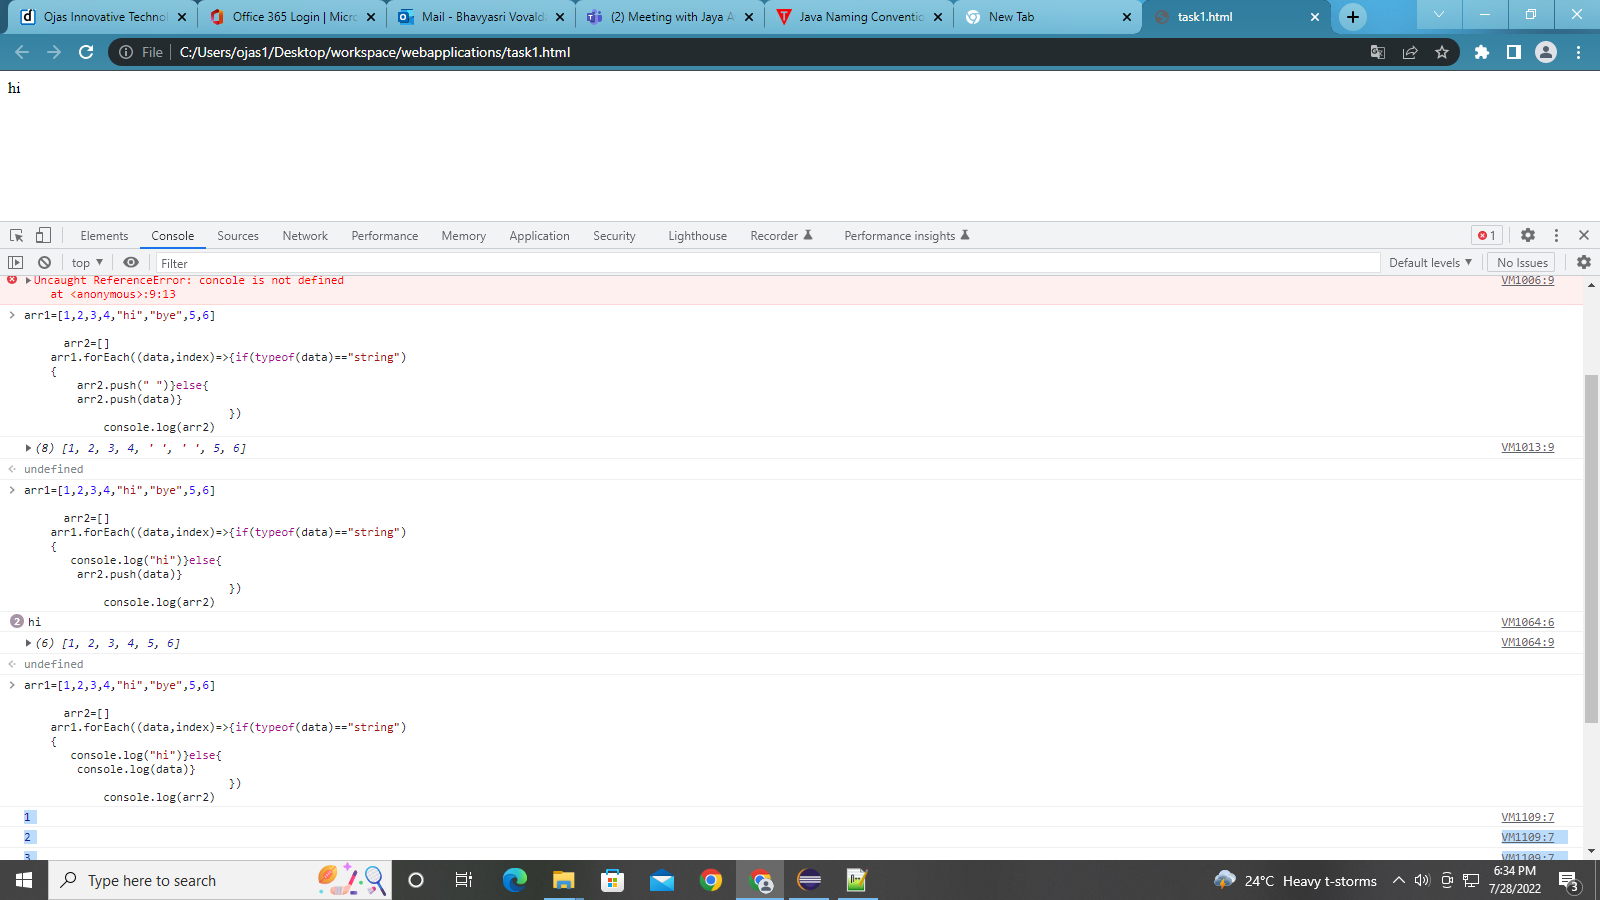 Ojas Innovative Technol
Office 365 Login | Micro
Mail - Bhavyasri Vovalda
(2) Meeting with Jaya A
Java Naming Conventio
New Tab
task1.html
File
C:/Users/ojas1/Desktop/workspace/webapplications/task1.html
hi
Elements
Console
Sources
Network
Performance
Memory
Application
Security
Lighthouse
Recorder
Performance insights
1
top
Filter
Default levels
No Issues
Uncaught ReferenceError: concole is not defined
VM1006:9
at <anonymous>:9:13
arr1=[1,2,3,4,"hi","bye",5,6]
arr2=[]
arr1.forEach((data,index)=>{if(typeof(data)=="string")
{
arr2.push(" ")}else{
arr2.push(data)}
})
console.log(arr2)
(8) [1, 2, 3, 4, ' ', ' ', 5, 6]
VM1013:9
undefined
arr1=[1,2,3,4,"hi","bye",5,6]
arr2=[]
arr1.forEach((data,index)=>{if(typeof(data)=="string")
{
console.log("hi")}else{
arr2.push(data)}
})
console.log(arr2)
2 hi
VM1064:6
(6) [1, 2, 3, 4, 5, 6]
VM1064:9
undefined
arr1=[1,2,3,4,"hi","bye",5,6]
arr2=[]
arr1.forEach((data,index)=>{if(typeof(data)=="string")
{
console.log("hi")}else{
console.log(data)}
})
console.log(arr2)
1
VM1109:7
2
VM1109:7
3
VM1109:7
Type here to search
24°C Heavy t-storms
6:34 PM
7/28/2022
3